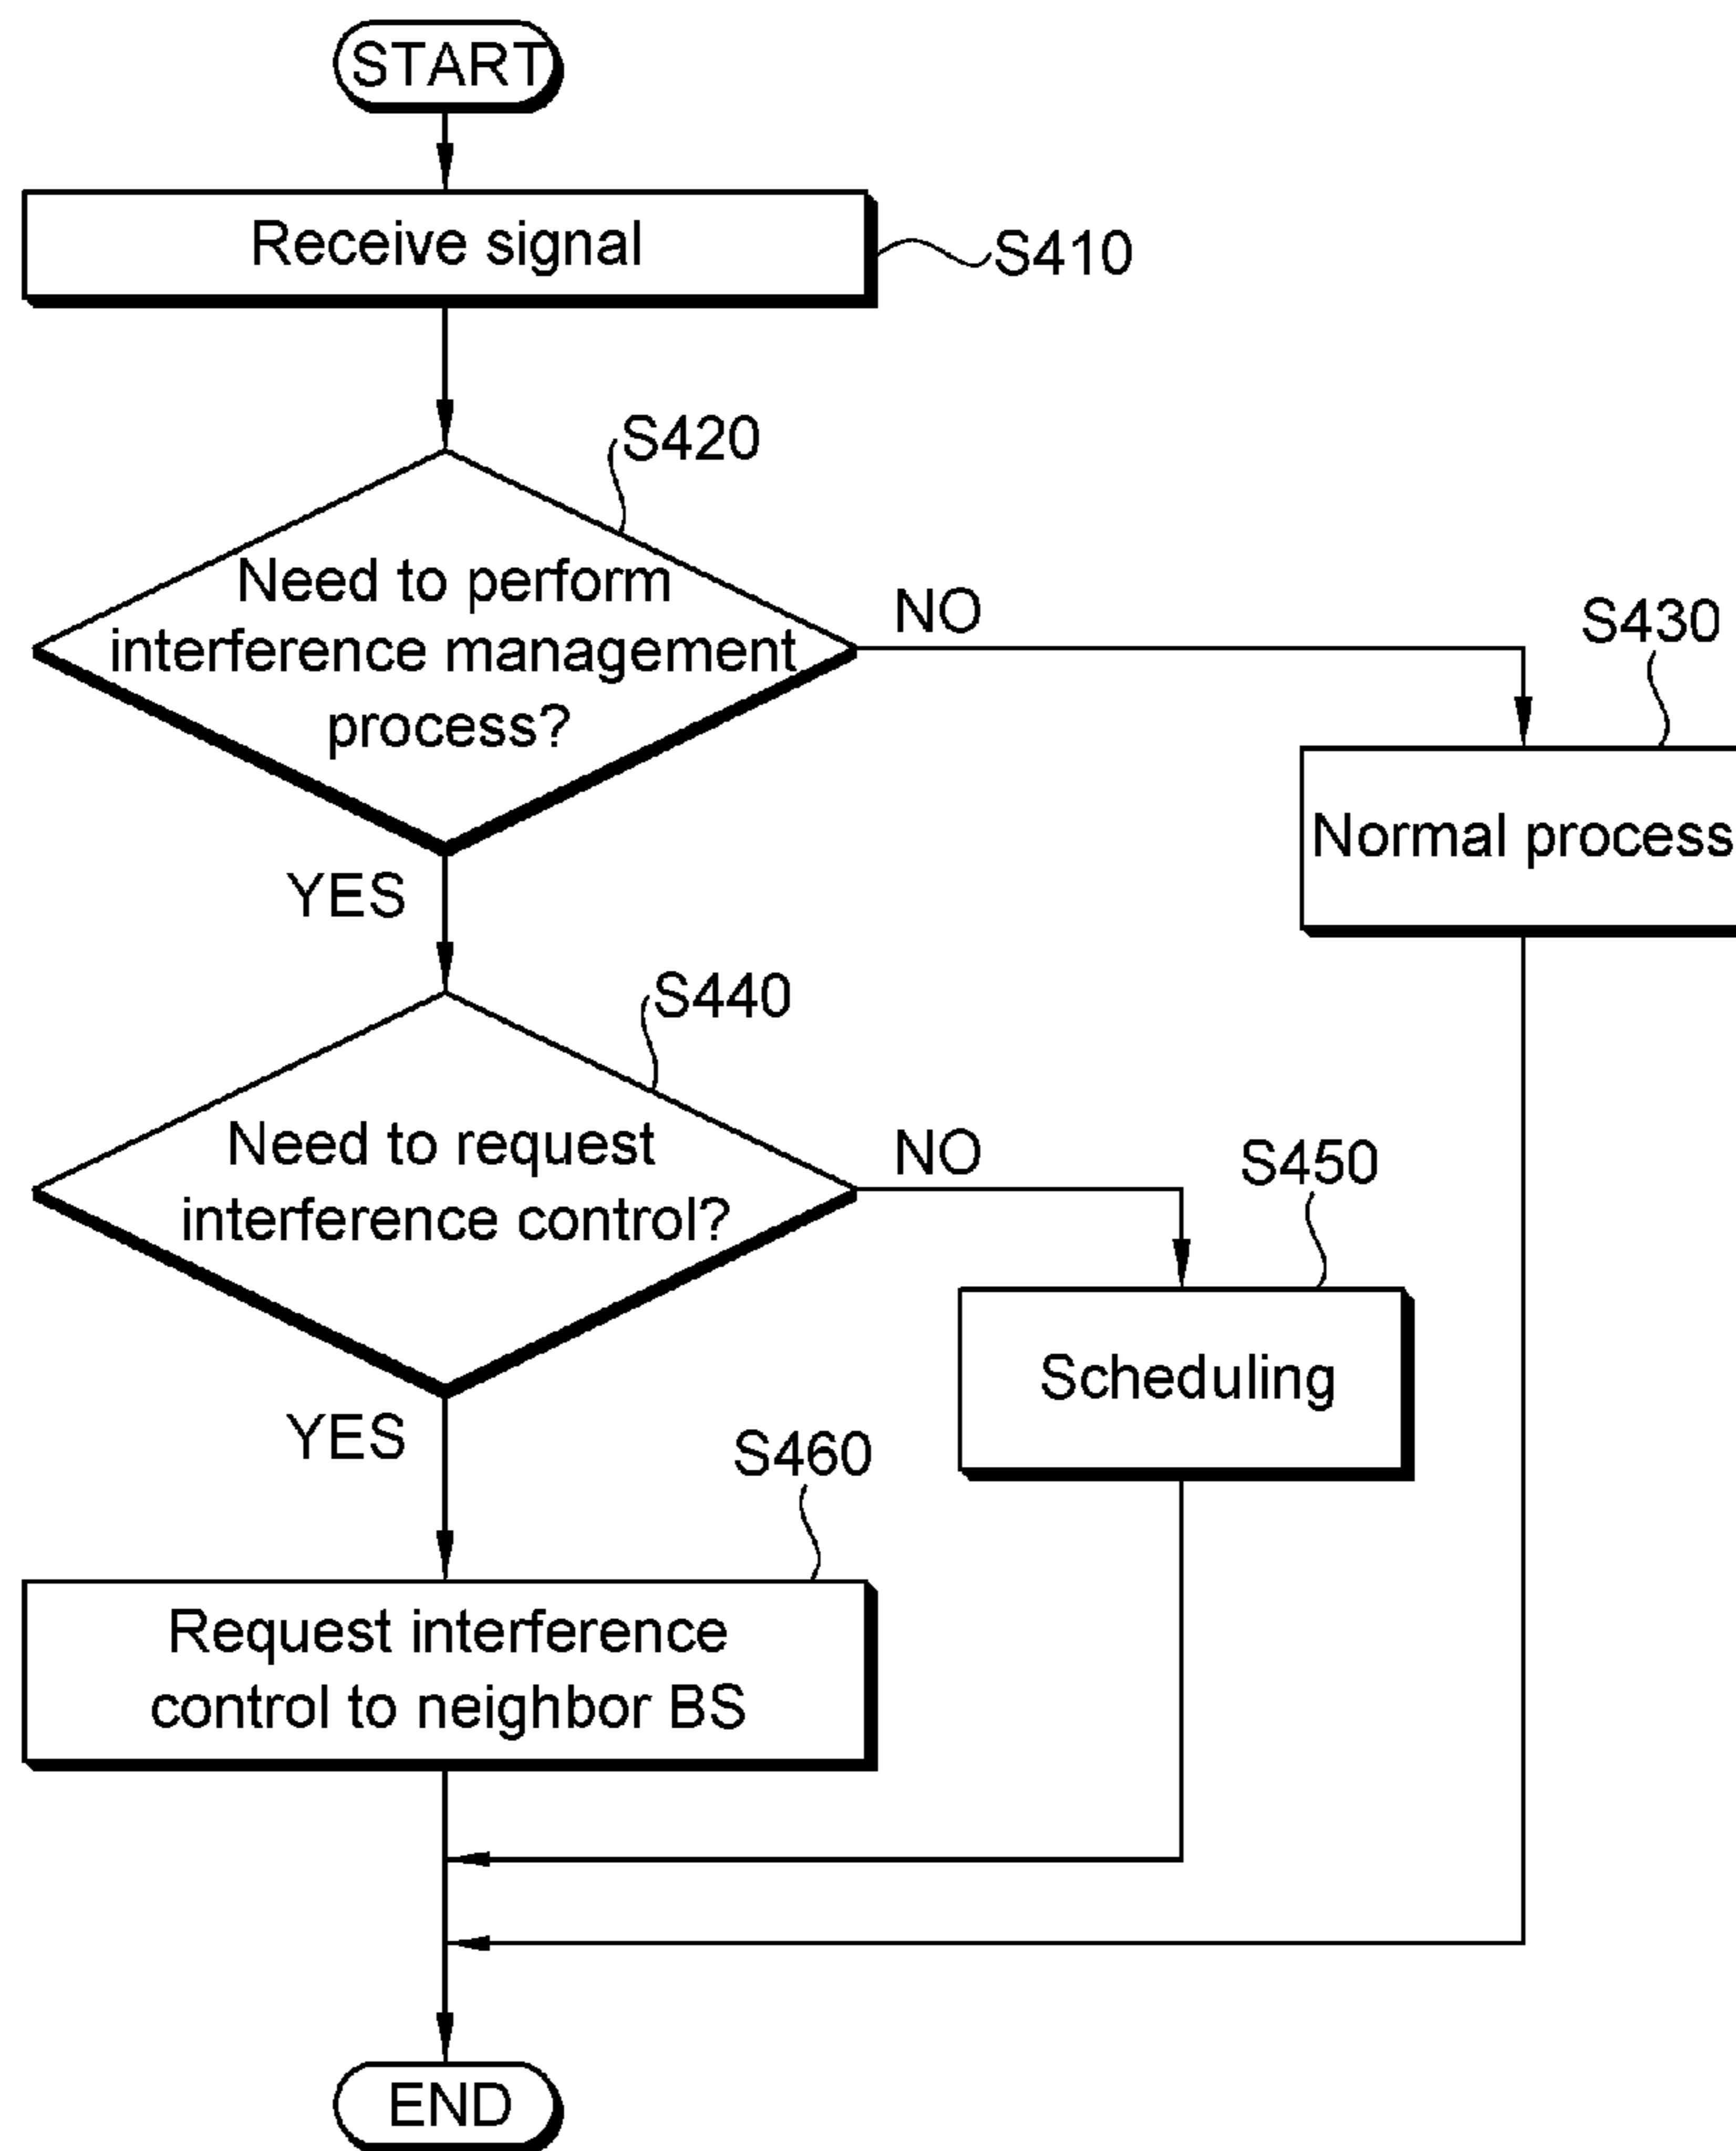 START
Receive signal
S410
S420
Need to perform
interference management
process?
NO
S430
Normal process
YES
S440
Need to request
interference control?
NO
S450
Scheduling
YES
S460
Request interference
control to neighbor BS
END